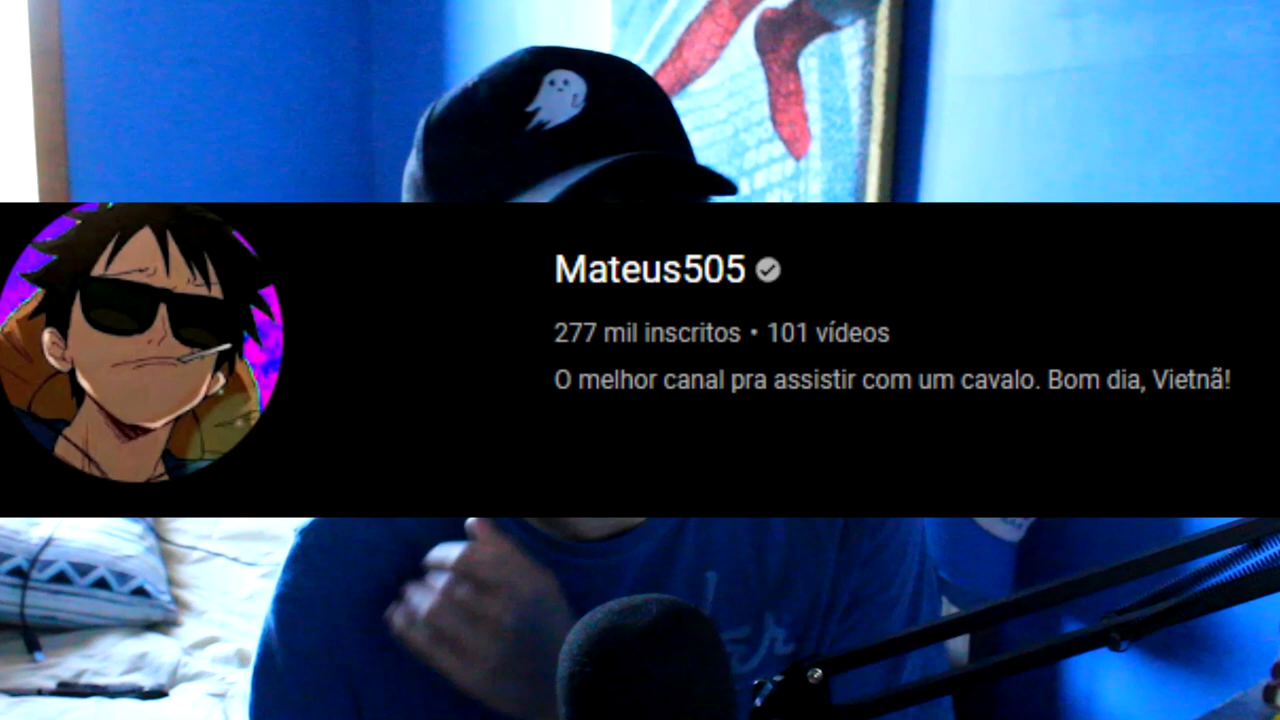 Mateus505
277 mil inscritos • 101 vídeos
O melhor canal pra assistir com um cavalo. Bom dia, Vietnã!